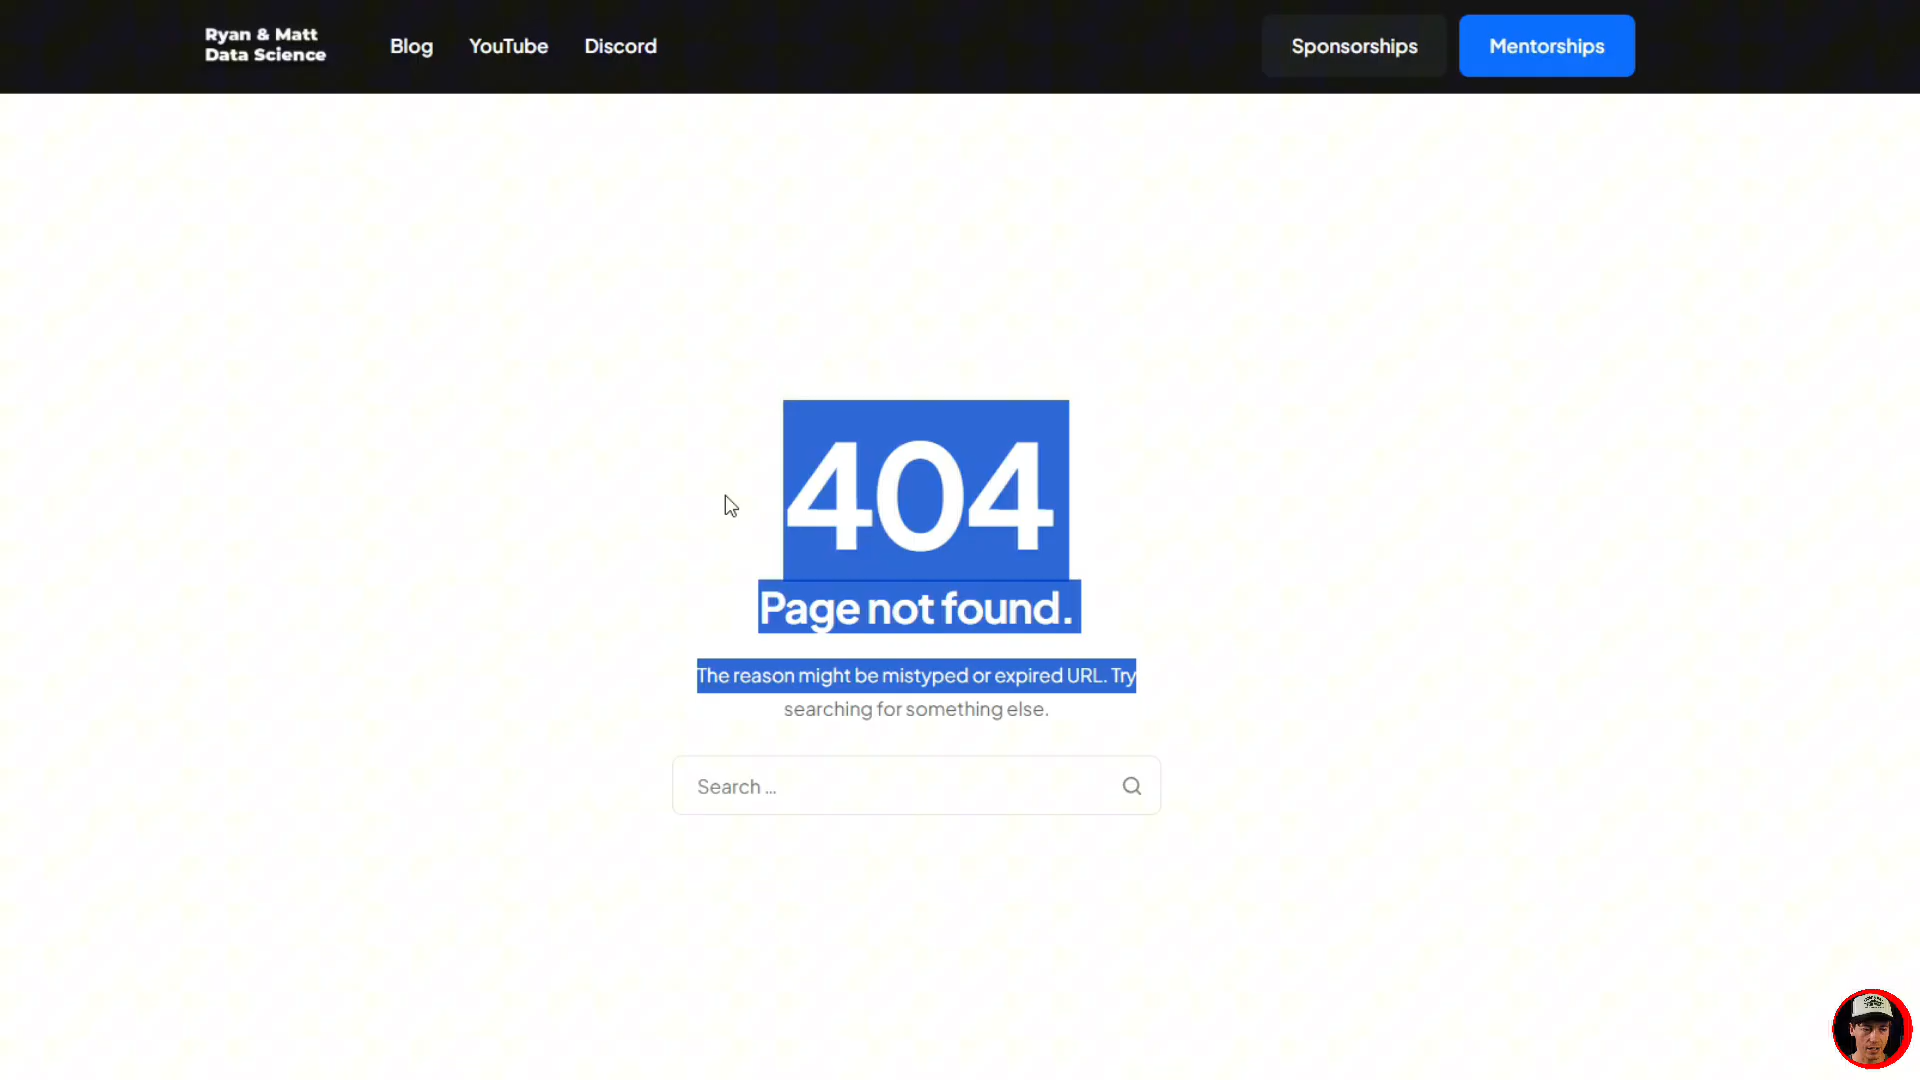 Ryan & Matt
Data Science
Blog
YouTube
Discord
Sponsorships
Mentorships
404
Page not found.
The reason might be mistyped or expired URL. Try
searching for something else.
Search ...